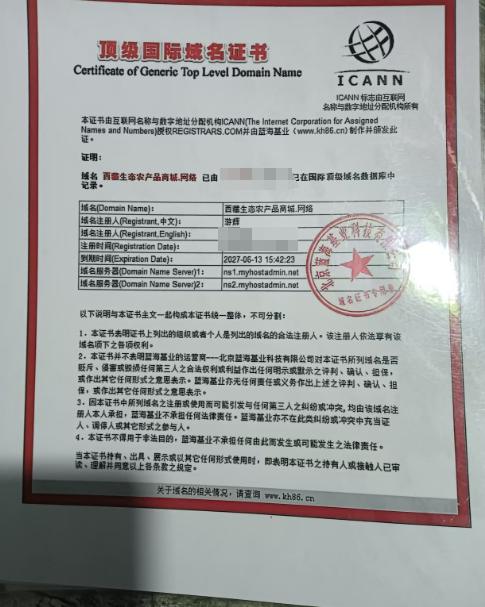 顶级国际域名证书
Certificate of Generic Top Level Domain Name
ICANN
ICANN 标志由互联网
名称与数字地址分配机构所有
本证书由互联网名称与数字地址分配机构ICANN(The Internet Corporation for Assigned
Names and Numbers)授权REGISTRARS.COM并由蓝海基业 (www.kh86.cn) 制作并颁发此
证。
证明:
域名 西疆生态农产品商城.网络 已由 已在国际顶级域名数据库中
记录。
域名(Domain Name): 西疆生态农产品商城.网络
域名注册人(Registrant,中文): 游辉
域名注册人(Registrant,English):
注册时间(Registration Date):
到期时间(Expiration Date): 2027-06-13 15:42:23
域名服务器(Domain Name Server)1: ns1.myhostadmin.net
域名服务器(Domain Name Server)2: ns2.myhostadmin.net
北京蓝海基业科技有限公司
域名证书专用章
以下说明与本证书主文一起构成本证书统一整体，不可分割:
1．本证书表明证书上列出的组织或者个人是列出的域名的合法注册人。该注册人依法享有该
域名项下之各项权利。
2．本证书并不表明蓝海基业的运营商---北京蓝海基业科技有限公司对本证书所列域名是否
贬斥、侵害或毁损任何第三人之合法权利或利益作出任何明示或默示之评判、确认、担保，
或作出其它任何形式之意思表示。蓝海基业亦无任何责任或义务作出上述之评判、确认、担
保，或作出其它任何形式之意思表示。
3．因本证书中所列域名之注册或使用而可能引发与任何第三人之纠纷或冲突, 均由该域名注
册人本人承担，蓝海基业不承担任何法律责任。蓝海基业亦不在此类纠纷或冲突中充当证
人、调停人或其它形式之参与人。
4．本证书不得用于非法目的，蓝海基业不承担任何由此而发生或可能发生之法律责任。
当本证书持有、出具、展示或以其它任何形式使用时，即表明本证书之持有人或接触人已审
读、理解并同意以上各条款之规定。
关于域名的相关情况，请查询 www.kh86.cn